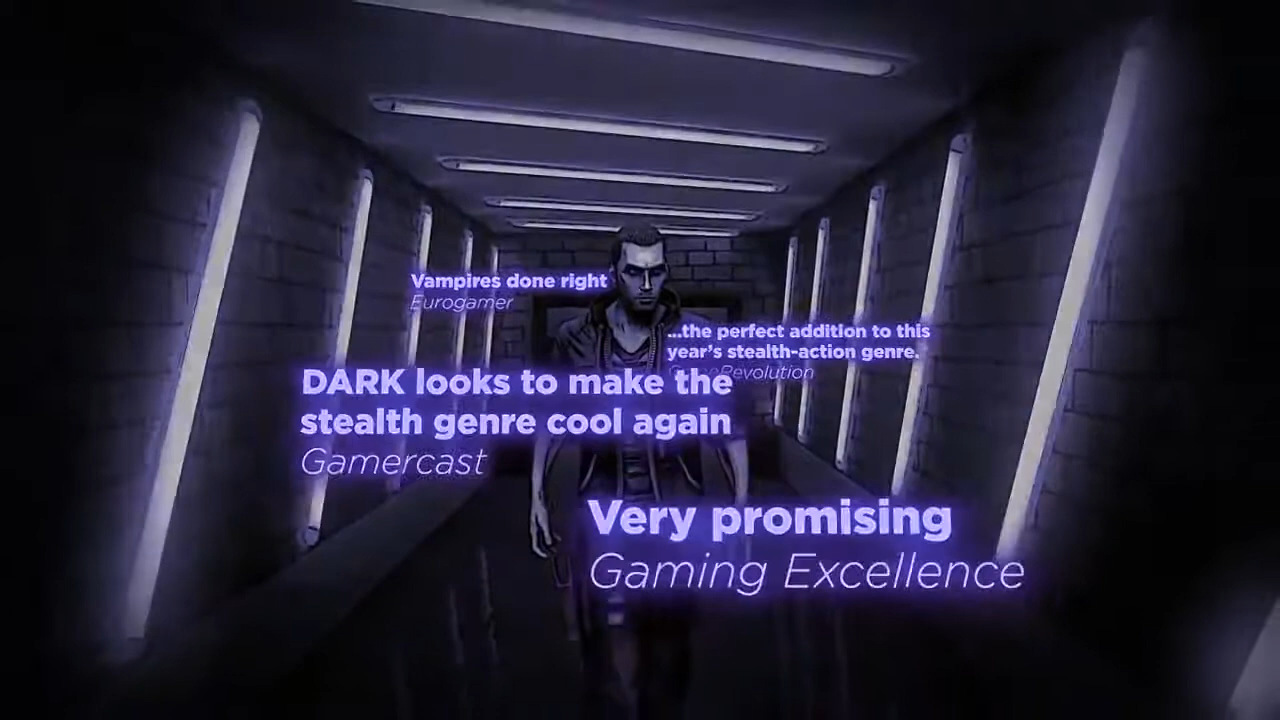 Vampires done right
Eurogamer
...the perfect addition to this
year's stealth-action genre.
GameRevolution
DARK looks to make the
stealth genre cool again
Gamercast
Very promising
Gaming Excellence